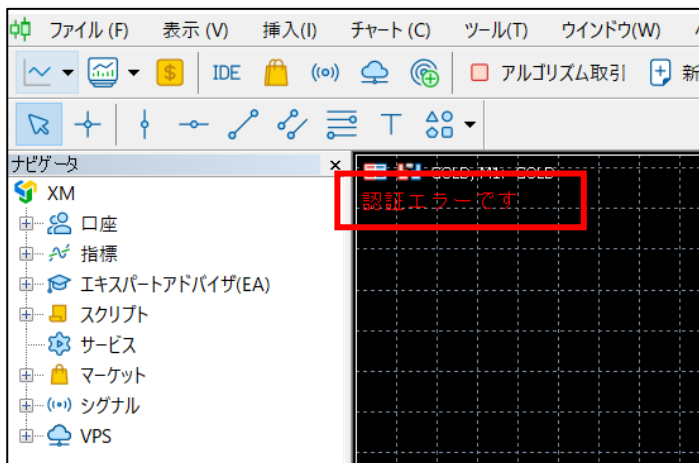 ファイル (F) 表示 (V) 挿入(I) チャート (C) ツール(T) ウインドウ(W)
IDE アルゴリズム取引 新
ナビゲータ
GOLD, M1: GOLD
XM
認証エラーです
口座
指標
エキスパートアドバイザ(EA)
スクリプト
サービス
マーケット
シグナル
VPS